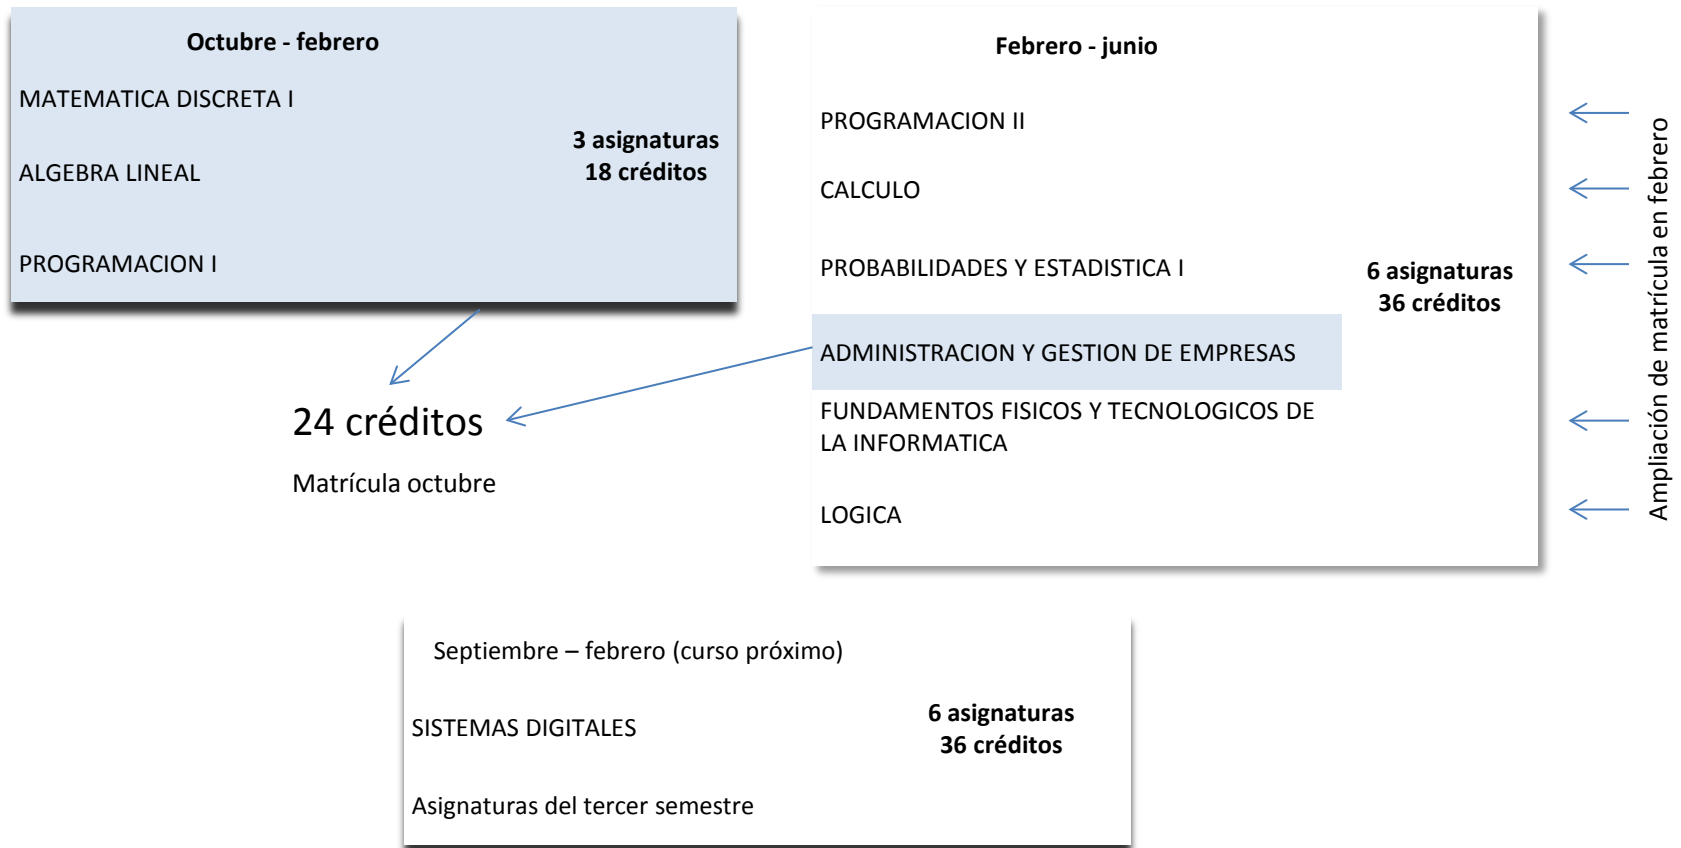 Octubre - febrero
MATEMATICA DISCRETA I
3 asignaturas
18 créditos
ALGEBRA LINEAL
PROGRAMACION I
24 créditos
Matrícula octubre
Febrero - junio
PROGRAMACION II
CALCULO
PROBABILIDADES Y ESTADISTICA I
6 asignaturas
36 créditos
ADMINISTRACION Y GESTION DE EMPRESAS
FUNDAMENTOS FISICOS Y TECNOLOGICOS DE
LA INFORMATICA
LOGICA
Ampliación de matrícula en febrero
Septiembre – febrero (curso próximo)
SISTEMAS DIGITALES
6 asignaturas
36 créditos
Asignaturas del tercer semestre